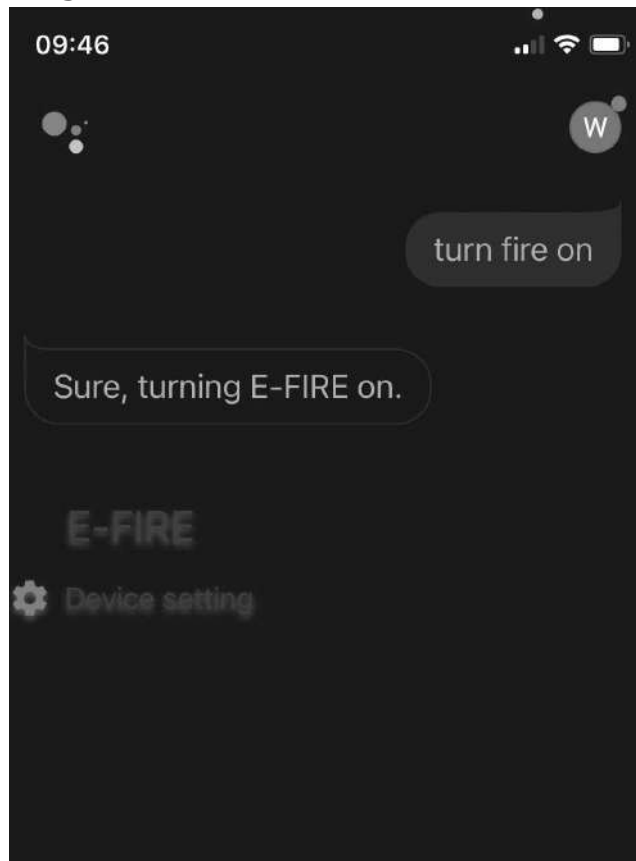 09:46
W
turn fire on
Sure, turning E-FIRE on.
E-FIRE
Device setting